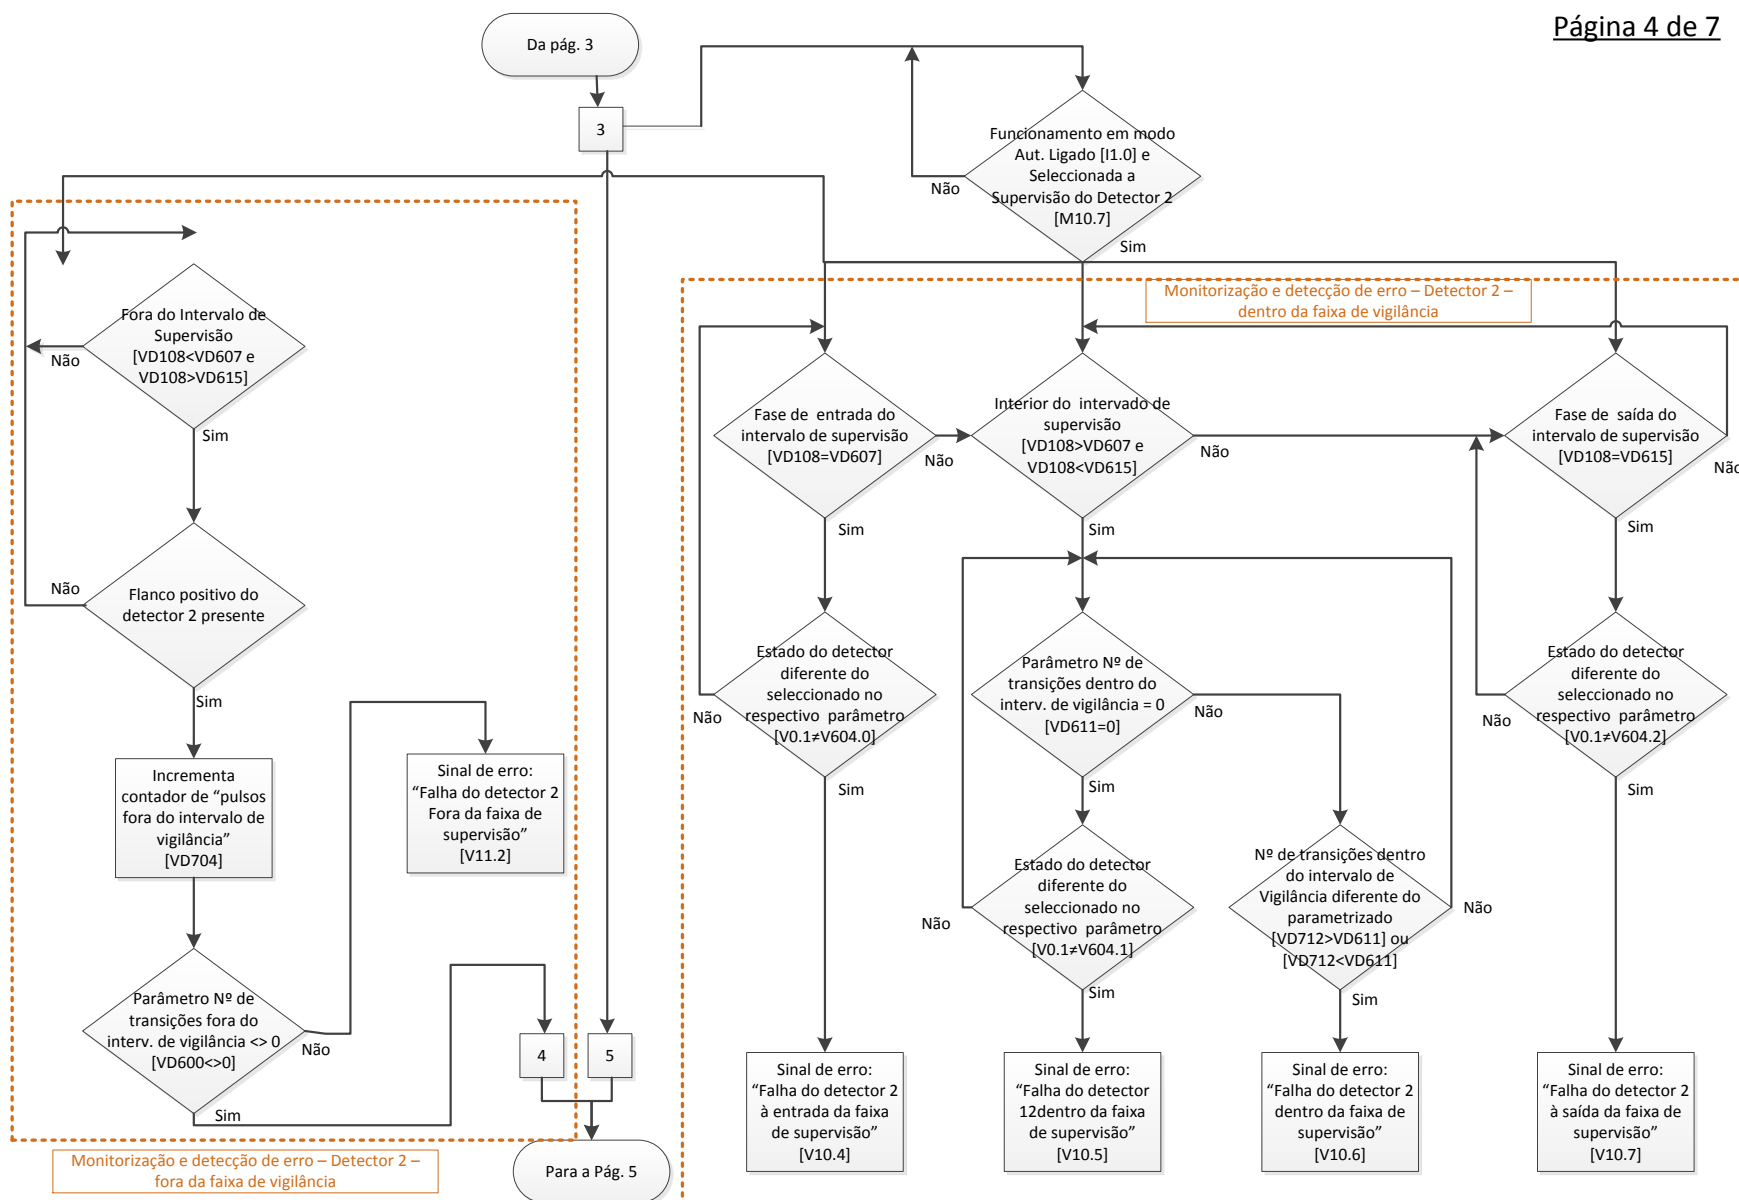 Página 4 de 7
Da pág. 3
3
Funcionamento em modo
Aut. Ligado [I1.0] e
Seleccionada a
Supervisão do Detector 2
[M10.7]
Não
Sim
Monitorização e detecção de erro – Detector 2 –
dentro da faixa de vigilância
Fora do Intervalo de
Supervisão
[VD108<VD607 e
VD108>VD615]
Não
Sim
Flanco positivo do
detector 2 presente
Não
Sim
Incrementa
contador de “pulsos
fora do intervalo de
vigilância”
[VD704]
Parâmetro Nº de
transições fora do
interv. de vigilância <> 0
[VD600<>0]
Não
Sim
Sinal de erro:
“Falha do detector 2
Fora da faixa de
supervisão”
[V11.2]
4
5
Para a Pág. 5
Monitorização e detecção de erro – Detector 2 –
fora da faixa de vigilância
Fase de entrada do
intervalo de supervisão
[VD108=VD607]
Não
Sim
Estado do detector
diferente do
seleccionado no
respectivo parâmetro
[V0.1≠V604.0]
Não
Sim
Sinal de erro:
“Falha do detector 2
à entrada da faixa
de supervisão”
[V10.4]
Interior do intervado de
supervisão
[VD108>VD607 e
VD108<VD615]
Não
Sim
Parâmetro Nº de
transições dentro do
interv. de vigilância = 0
[VD611=0]
Não
Sim
Estado do detector
diferente do
seleccionado no
respectivo parâmetro
[V0.1≠V604.1]
Não
Sim
Sinal de erro:
“Falha do detector
12dentro da faixa
de supervisão”
[V10.5]
Nº de transições dentro
do intervalo de
Vigilância diferente do
parametrizado
[VD712>VD611] ou
[VD712<VD611]
Não
Sim
Sinal de erro:
“Falha do detector 2
dentro da faixa de
supervisão”
[V10.6]
Fase de saída do
intervalo de supervisão
[VD108=VD615]
Não
Sim
Estado do detector
diferente do
seleccionado no
respectivo parâmetro
[V0.1≠V604.2]
Não
Sim
Sinal de erro:
“Falha do detector 2
à saída da faixa de
supervisão”
[V10.7]